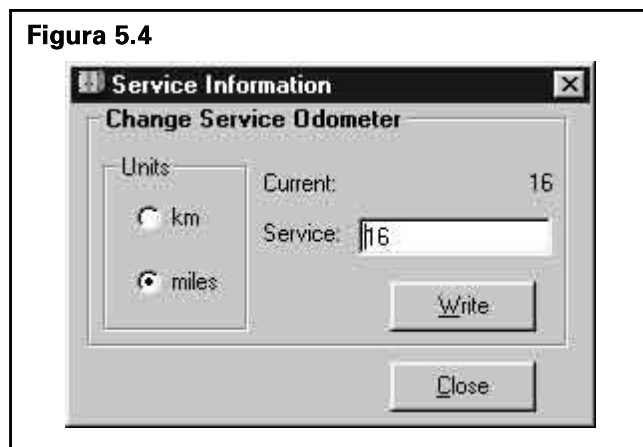 Figura 5.4
Service Information
Change Service Odometer
Units
km
miles
Current: 16
Service: 16
Write
Close